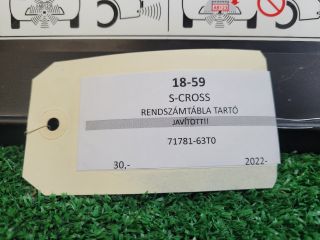 18-59
S-CROSS
RENDSZÁMTÁBLA TARTÓ
JAVÍTOTT!!
71781-63T0
30,-
2022-